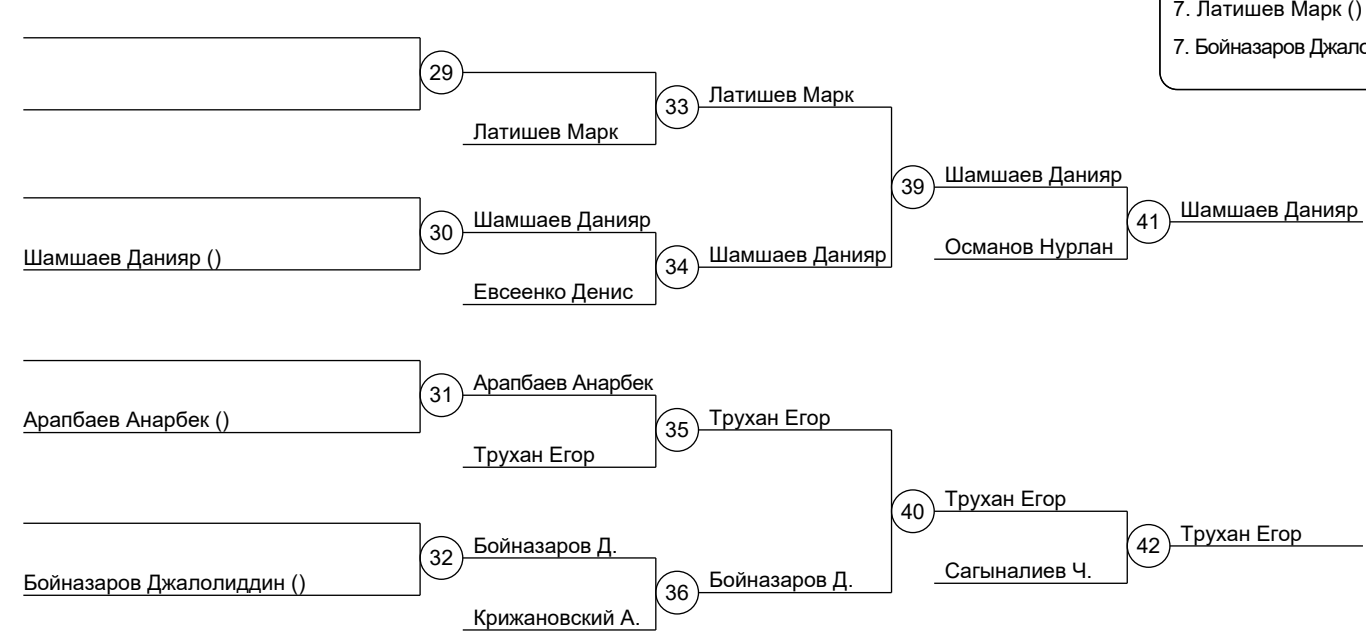 7. Латишев Марк ()
7. Бойназаров
29
Латишев Марк
33
Латишев Марк
Шамшаев Данияр
39
Шамшаев Данияр
41
Шамшаев Данияр
30
Османов Нурлан
Шамшаев Данияр ()
34
Шамшаев Данияр
Евсеенко Денис
Арапбаев Анарбек
31
Арапбаев Анарбек ()
35
Трухан Егор
Трухан Егор
Трухан Егор
40
Трухан Егор
42
Бойназаров Д.
32
Сагыналиев Ч.
Бойназаров Джалолиддин ()
36
Бойназаров Д.
Крижановский А.